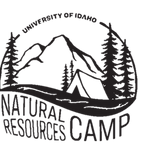 UNIVERSITY OF IDAHO
NATURAL
RESOURCES CAMP